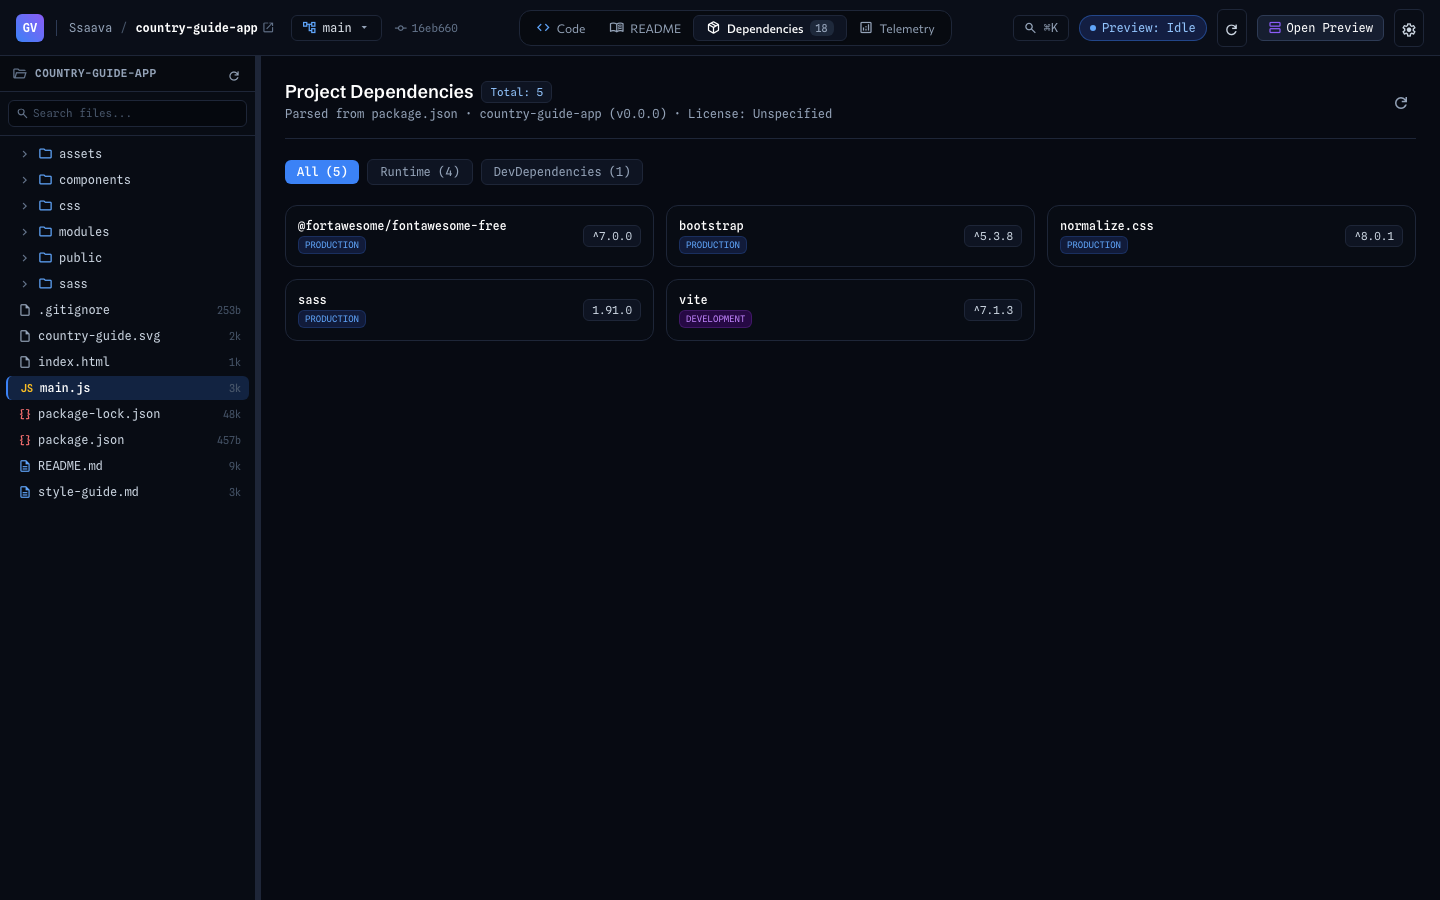 GV Ssaava / country-guide-app main 16eb660 Code README Dependencies 18 Telemetry ⌘K Preview: Idle Open Preview
COUNTRY-GUIDE-APP
Search files...
assets
components
css
modules
public
sass
.gitignore 253b
country-guide.svg 2k
index.html 1k
JS main.js 3k
{} package-lock.json 48k
{} package.json 457b
README.md 9k
style-guide.md 3k
Project Dependencies Total: 5
Parsed from package.json · country-guide-app (v0.0.0) · License: Unspecified
All (5) Runtime (4) DevDependencies (1)
@fortawesome/fontawesome-free
PRODUCTION
^7.0.0
bootstrap
PRODUCTION
^5.3.8
normalize.css
PRODUCTION
^8.0.1
sass
PRODUCTION
1.91.0
vite
DEVELOPMENT
^7.1.3